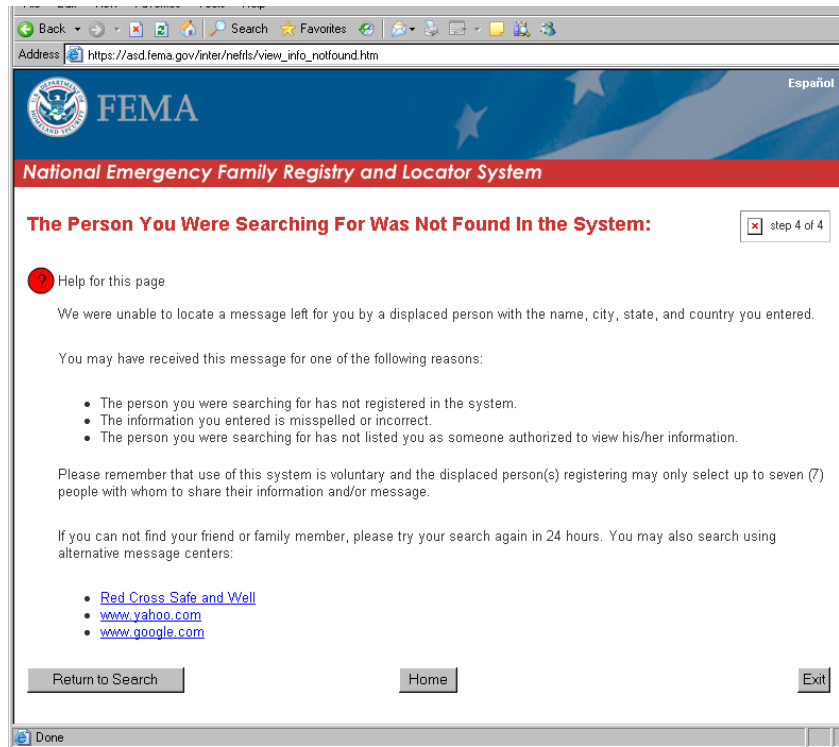 Back Search Favorites
Address https://asd.fema.gov/inter/nefrls/view_info_notfound.htm
Español
U.S. DEPARTMENT OF HOMELAND SECURITY
FEMA
National Emergency Family Registry and Locator System
The Person You Were Searching For Was Not Found In the System:
step 4 of 4
? Help for this page
We were unable to locate a message left for you by a displaced person with the name, city, state, and country you entered.
You may have received this message for one of the following reasons:
• The person you were searching for has not registered in the system.
• The information you entered is misspelled or incorrect.
• The person you were searching for has not listed you as someone authorized to view his/her information.
Please remember that use of this system is voluntary and the displaced person(s) registering may only select up to seven (7)
people with whom to share their information and/or message.
If you can not find your friend or family member, please try your search again in 24 hours. You may also search using
alternative message centers:
• Red Cross Safe and Well
• www.yahoo.com
• www.google.com
Return to Search Home Exit
Done